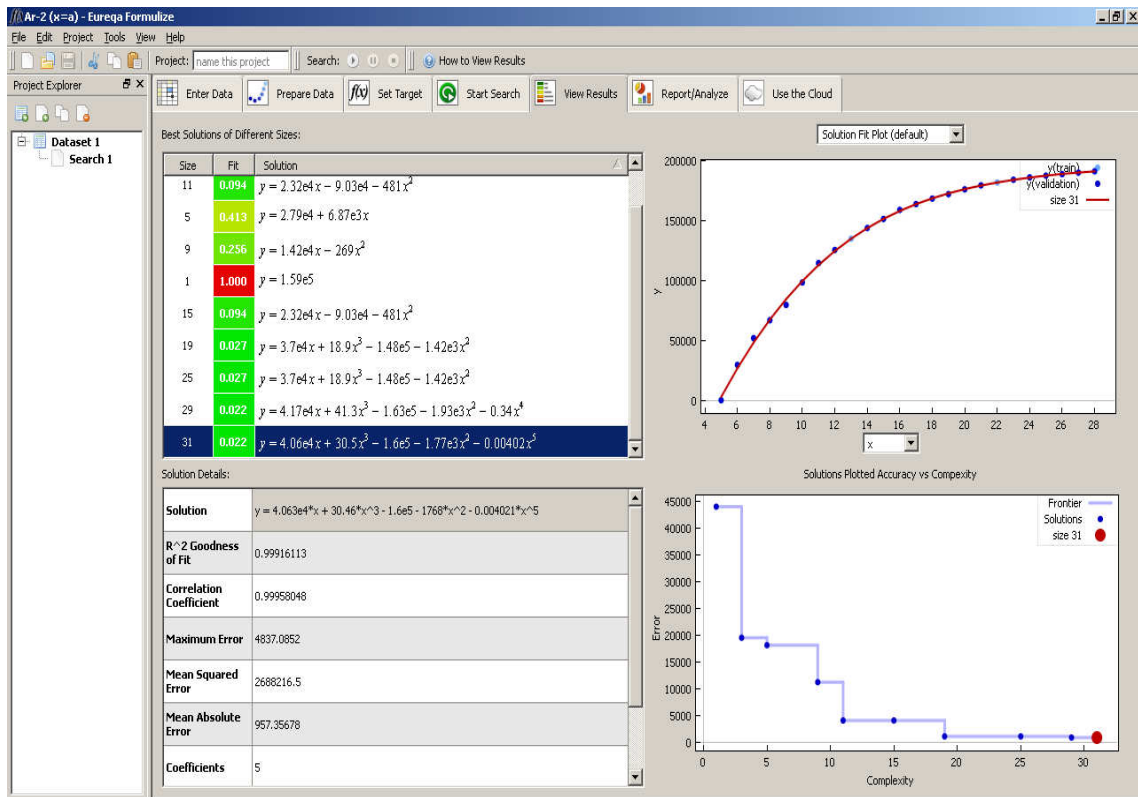 Ar-2 (x=a) - Eureqa Formulize
File Edit Project Tools View Help
Project: name this project Search: How to View Results
Project Explorer
Enter Data Prepare Data f(x) Set Target Start Search View Results Report/Analyze Use the Cloud
Dataset 1
Search 1
Best Solutions of Different Sizes:
Size Fit Solution
11 0.094 y = 2.32e4x − 9.03e4 − 481x²
5 0.413 y = 2.79e4 + 6.87e3x
9 0.256 y = 1.42e4x − 269x²
1 1.000 y = 1.59e5
15 0.094 y = 2.32e4x − 9.03e4 − 481x²
19 0.027 y = 3.7e4x + 18.9x³ − 1.48e5 − 1.42e3x²
25 0.027 y = 3.7e4x + 18.9x³ − 1.48e5 − 1.42e3x²
29 0.022 y = 4.17e4x + 41.3x³ − 1.63e5 − 1.93e3x² − 0.34x⁴
31 0.022 y = 4.06e4x + 30.5x³ − 1.6e5 − 1.77e3x² − 0.00402x⁵
Solution Details:
Solution y = 4.063e4*x + 30.46*x^3 - 1.6e5 - 1768*x^2 - 0.004021*x^5
R^2 Goodness
of Fit 0.99916113
Correlation
Coefficient 0.99958048
Maximum Error 4837.0852
Mean Squared
Error 2688216.5
Mean Absolute
Error 957.35678
Coefficients 5
Solution Fit Plot (default)
200000
150000
100000
50000
0
y
y(train)
y(validation)
size 31
4 6 8 10 12 14 16 18 20 22 24 26 28 30
x
Solutions Plotted Accuracy vs Compexity
45000
40000
35000
30000
25000
20000
15000
10000
5000
0
Error
Frontier
Solutions
size 31
0 5 10 15 20 25 30
Complexity